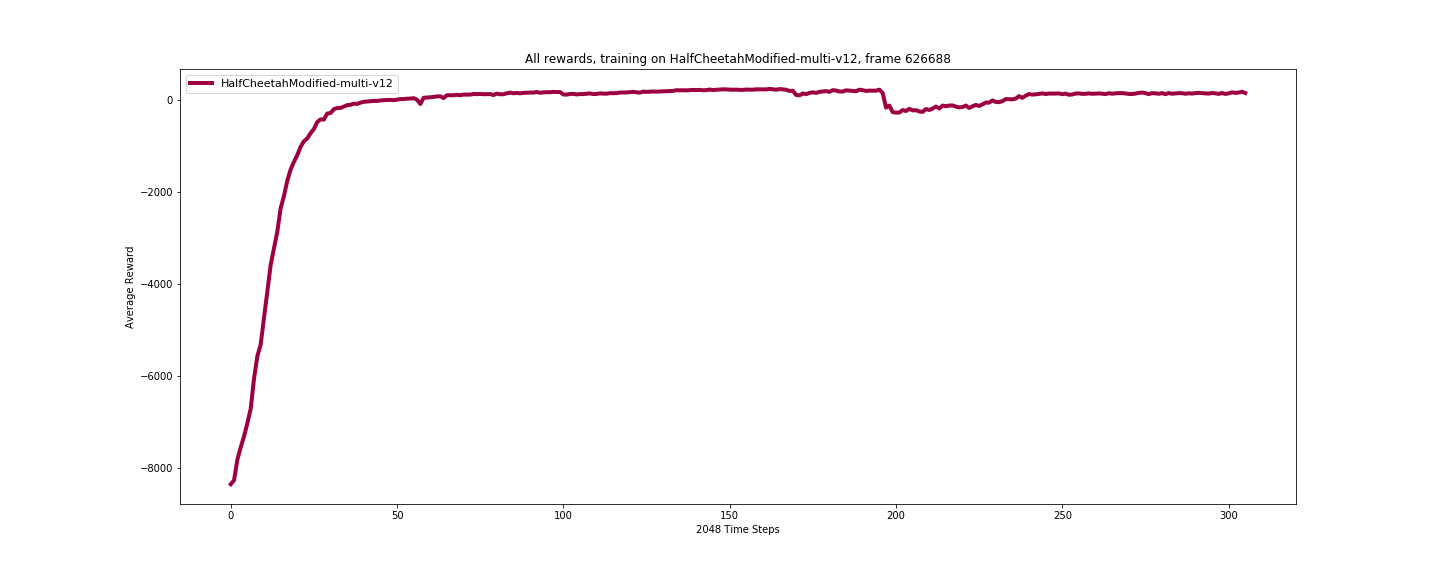 All rewards, training on HalfCheetahModified-multi-v12, frame 626688
HalfCheetahModified-multi-v12
0
−2000
−4000
−6000
−8000
Average Reward
0 50 100 150 200 250 300
2048 Time Steps